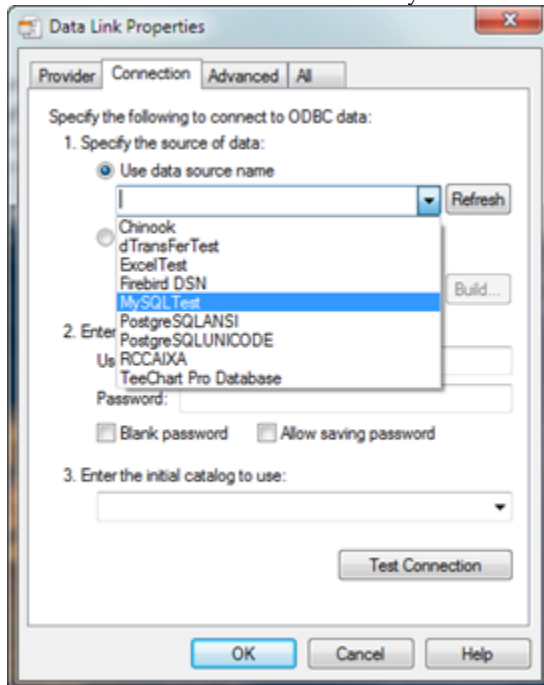 Data Link Properties
Provider Connection Advanced All
Specify the following to connect to ODBC data:
1. Specify the source of data:
Use data source name
Refresh
Chinook
dTransFerTest
ExcelTest
Firebird DSN
MySQLTest
Build...
PostgreSQLANSI
2. Enter
PostgreSQLUNICODE
Us RCCAIXA
TeeChart Pro Database
Password:
Blank password Allow saving password
3. Enter the initial catalog to use:
Test Connection
OK Cancel Help